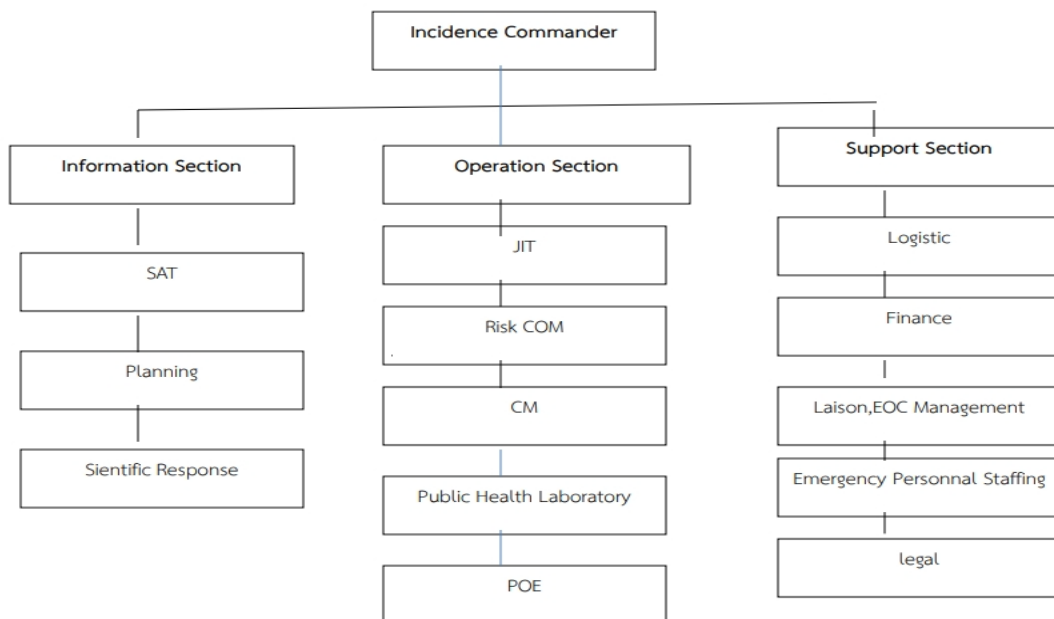 Incidence Commander
Information Section
SAT
Planning
Sientific Response
Operation Section
JIT
Risk COM
CM
Public Health Laboratory
POE
Support Section
Logistic
Finance
Laison,EOC Management
Emergency Personnal Staffing
legal